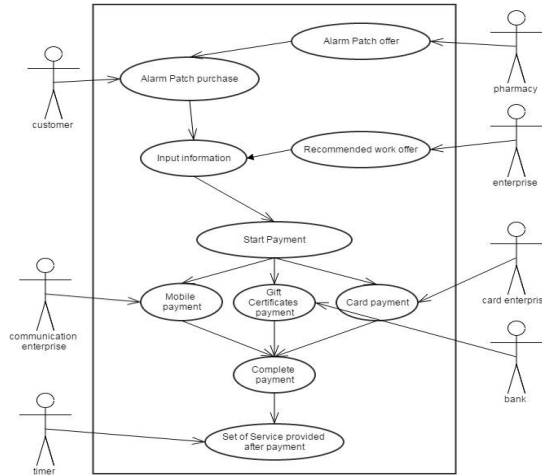 Alarm Patch offer
pharmacy
Alarm Patch purchase
customer
Input information
Recommended work offer
enterprise
Start Payment
Mobile
payment
Gift
Certificates
payment
Card payment
card enterpris
communication
enterprise
Complete
payment
bank
Set of Service provided
after payment
timer